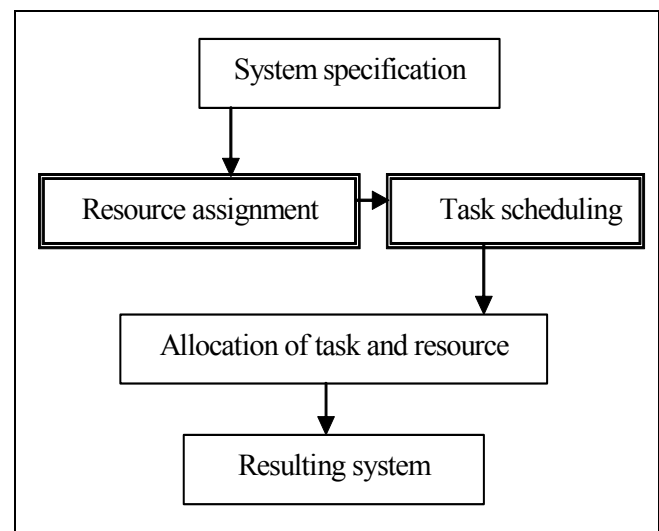 System specification
Resource assignment
Task scheduling
Allocation of task and resource
Resulting system